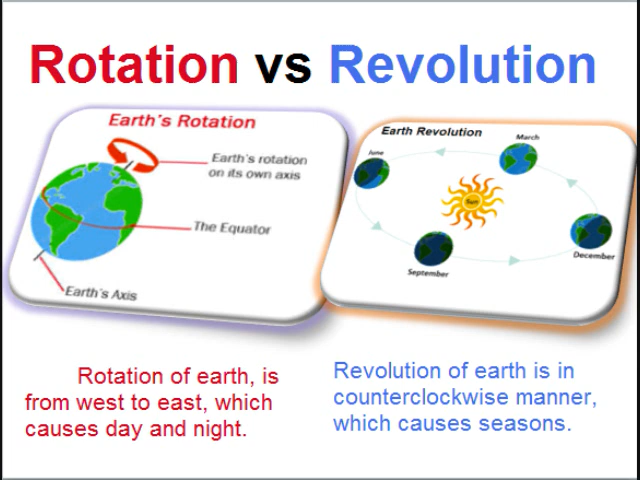 Rotation vs Revolution
Earth's Rotation
Earth's rotation
on its own axis
The Equator
Earth's Axis
Earth Revolution
March
June
Sun
December
September
Rotation of earth, is
from west to east, which
causes day and night.
Revolution of earth is in
counterclockwise manner,
which causes seasons.